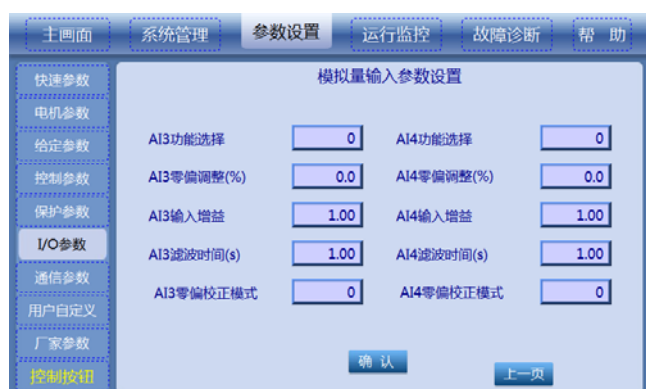 主画面 系统管理 参数设置 运行监控 故障诊断 帮 助
快速参数
电机参数
给定参数
控制参数
保护参数
I/O参数
通信参数
用户自定义
厂家参数
控制按钮
模拟量输入参数设置
AI3功能选择 0 AI4功能选择 0
AI3零偏调整(%) 0.0 AI4零偏调整(%) 0.0
AI3输入增益 1.00 AI4输入增益 1.00
AI3滤波时间(s) 1.00 AI4滤波时间(s) 1.00
AI3零偏校正模式 0 AI4零偏校正模式 0
确 认
上一页